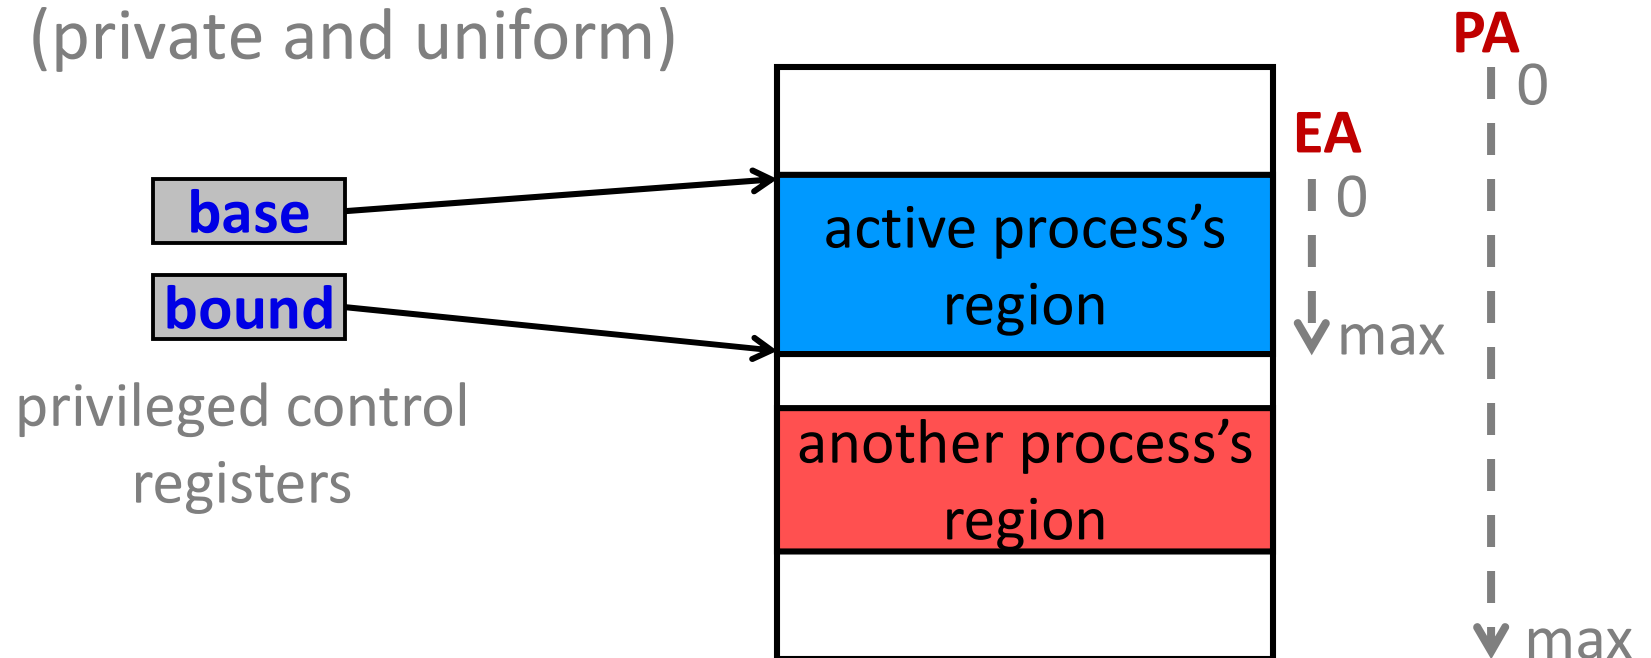 (private and uniform)
PA
0
EA
0
base
active process’s
region
bound
max
privileged control
registers
another process’s
region
max